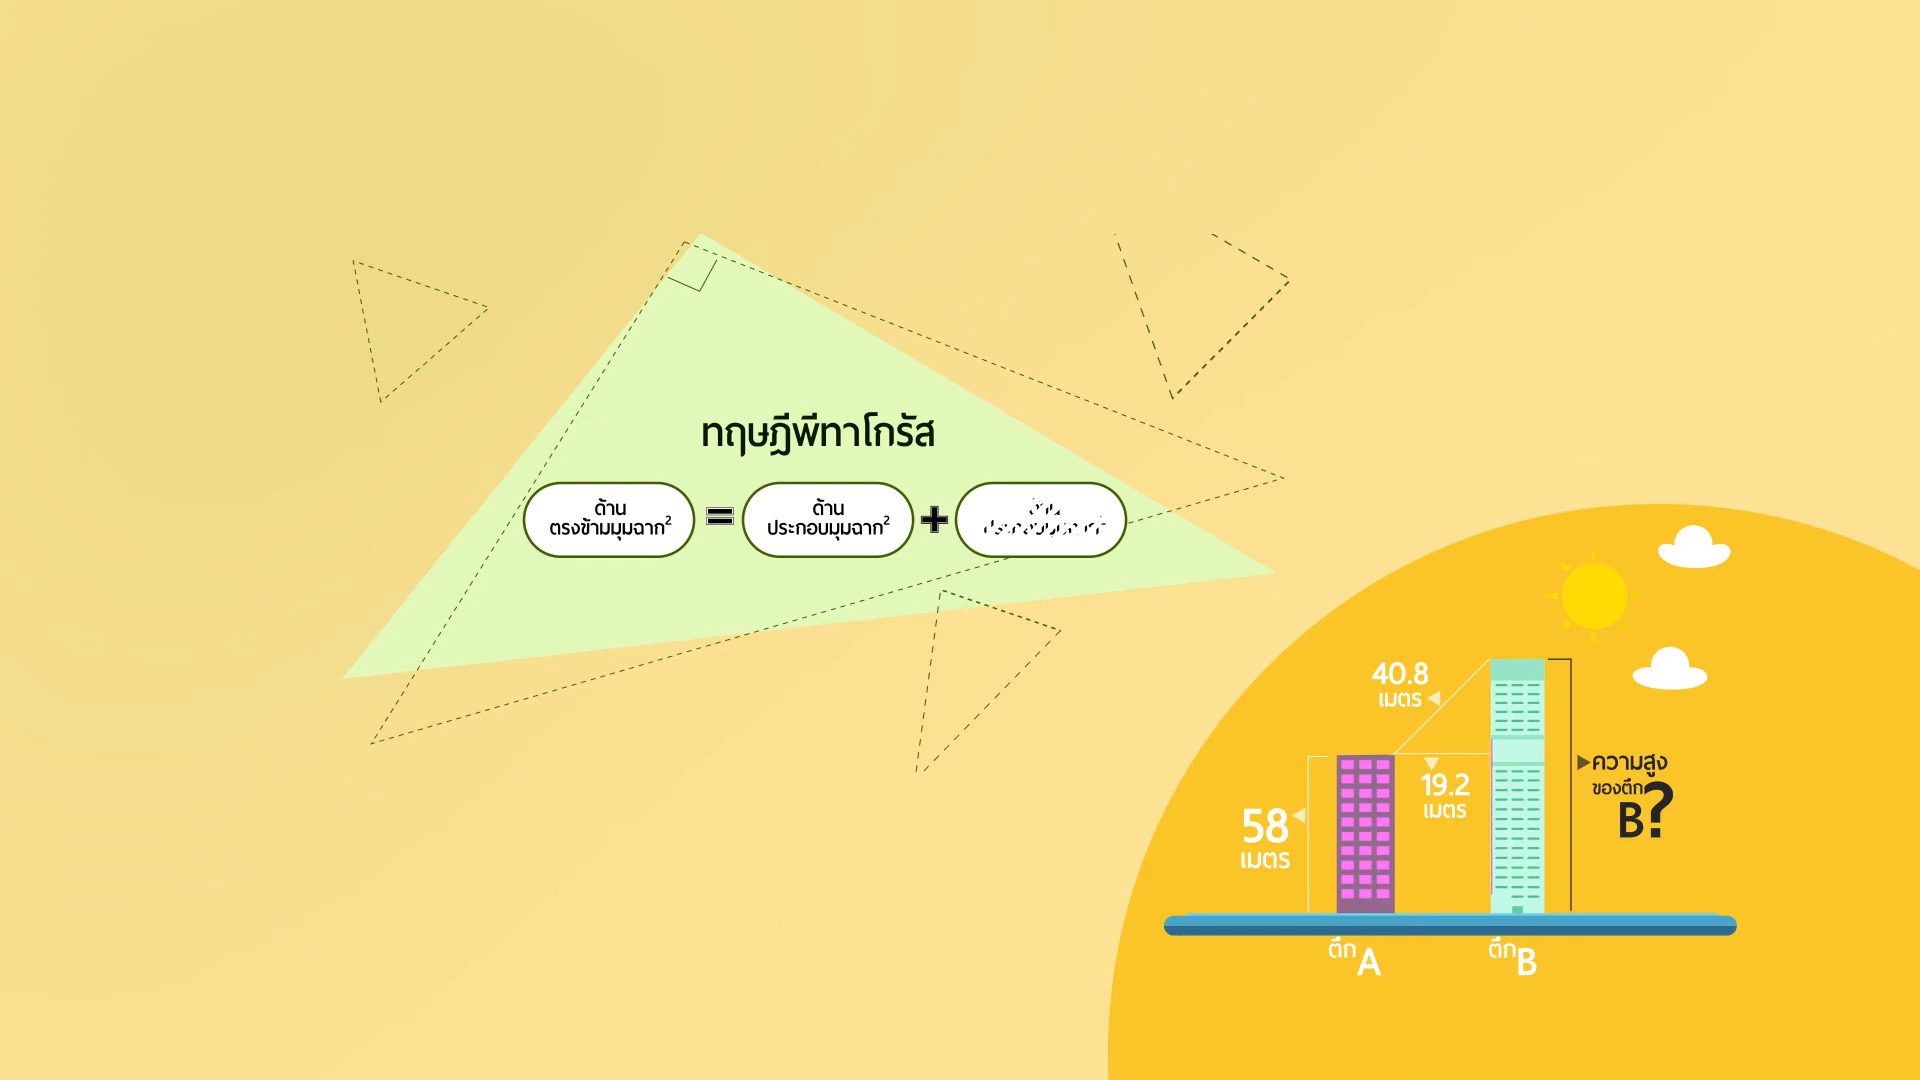 ทฤษฎีพีทาโกรัส
ด้าน
ตรงข้ามมุมฉาก²
=
ด้าน
ประกอบมุมฉาก²
+
40.8
เมตร
19.2
เมตร
58
เมตร
ความสูง
ของตึก
B?
ตึก A
ตึก B